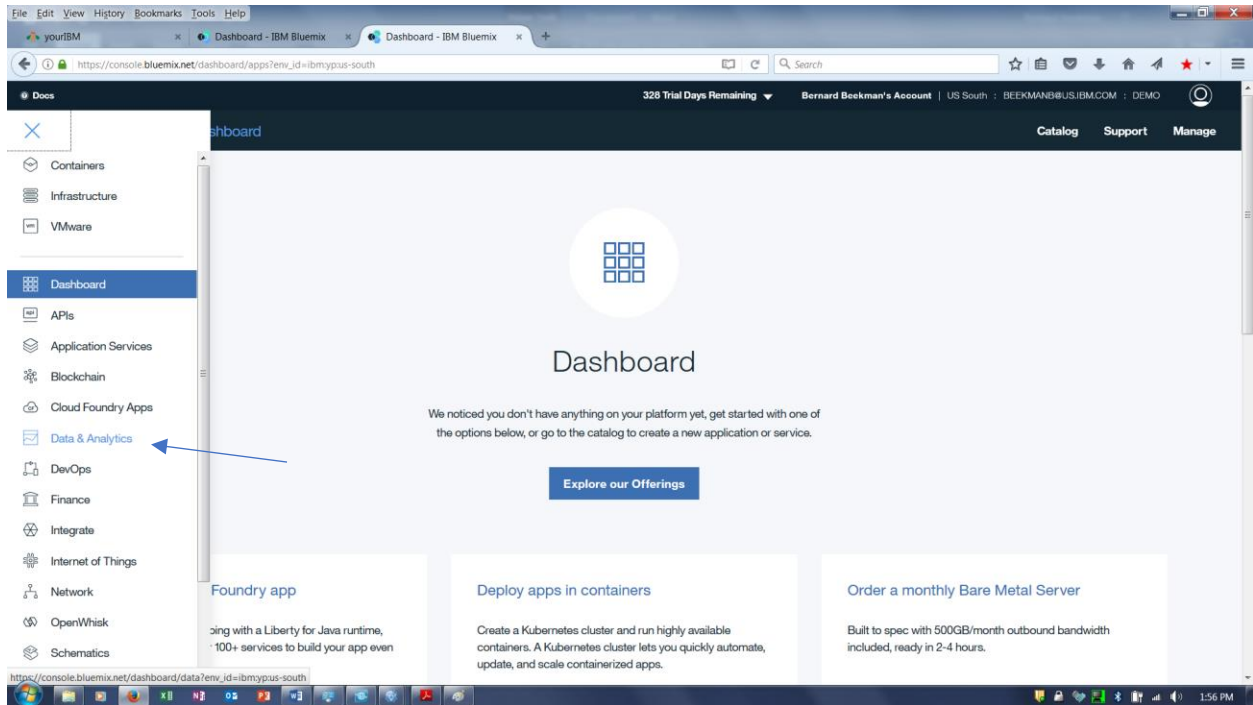 File Edit View History Bookmarks Tools Help
yourIBM
Dashboard - IBM Bluemix
Dashboard - IBM Bluemix
https://console.bluemix.net/dashboard/apps?env_id=ibm:yp:us-south
Search
Docs
328 Trial Days Remaining
Bernard Beekman's Account | US South : BEEKMANB@US.IBM.COM : DEMO
shboard
Catalog Support Manage
Containers
Infrastructure
vm VMware
Dashboard
api APIs
Application Services
Blockchain
CF Cloud Foundry Apps
Data & Analytics
DevOps
Finance
Integrate
Internet of Things
Network
OpenWhisk
Schematics
Dashboard
We noticed you don't have anything on your platform yet, get started with one of
the options below, or go to the catalog to create a new application or service.
Explore our Offerings
Foundry app
ping with a Liberty for Java runtime,
100+ services to build your app even
Deploy apps in containers
Create a Kubernetes cluster and run highly available
containers. A Kubernetes cluster lets you quickly automate,
update, and scale containerized apps.
Order a monthly Bare Metal Server
Built to spec with 500GB/month outbound bandwidth
included, ready in 2-4 hours.
https://console.bluemix.net/dashboard/data?env_id=ibm:yp:us-south
1:56 PM